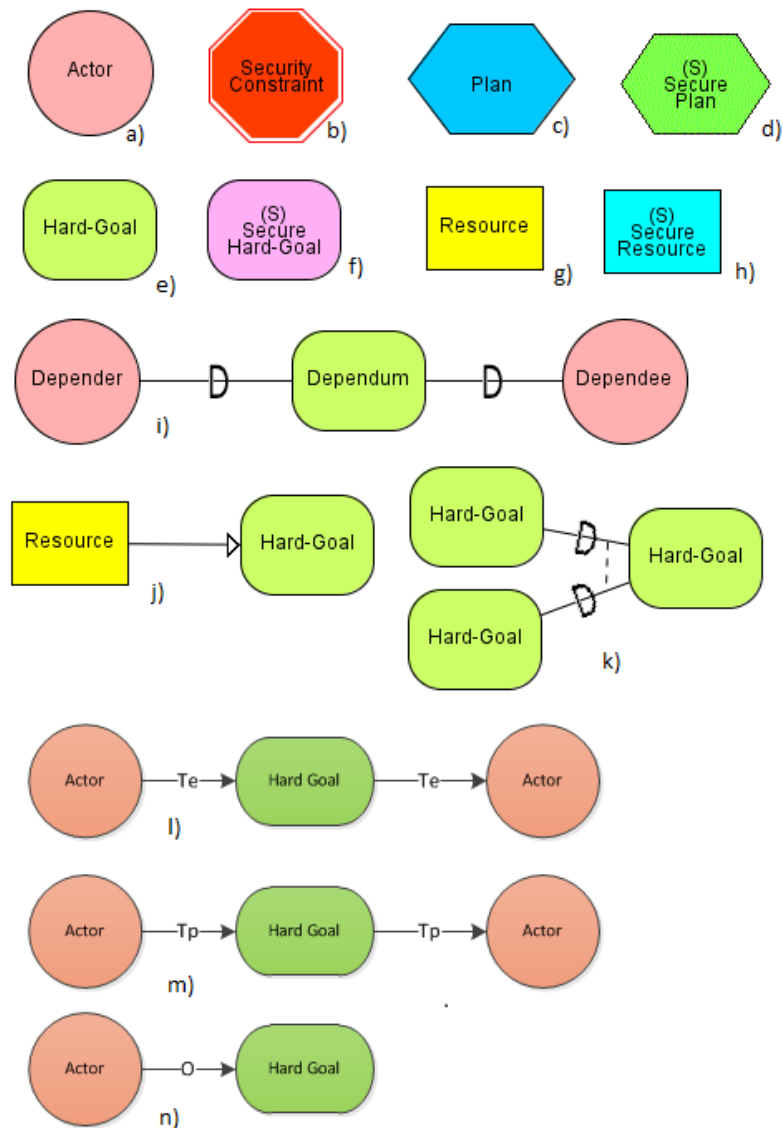 Actor
a)
Security
Constraint
b)
Plan
c)
(S)
Secure
Plan
d)
Hard-Goal
e)
(S)
Secure
Hard-Goal
f)
Resource
g)
(S)
Secure
Resource
h)
Depender
D
Dependum
D
Dependee
i)
Resource
Hard-Goal
j)
Hard-Goal
D
Hard-Goal
Hard-Goal
D
k)
Actor
Te
Hard Goal
Te
Actor
l)
Actor
Tp
Hard Goal
Tp
Actor
m)
Actor
O
Hard Goal
n)